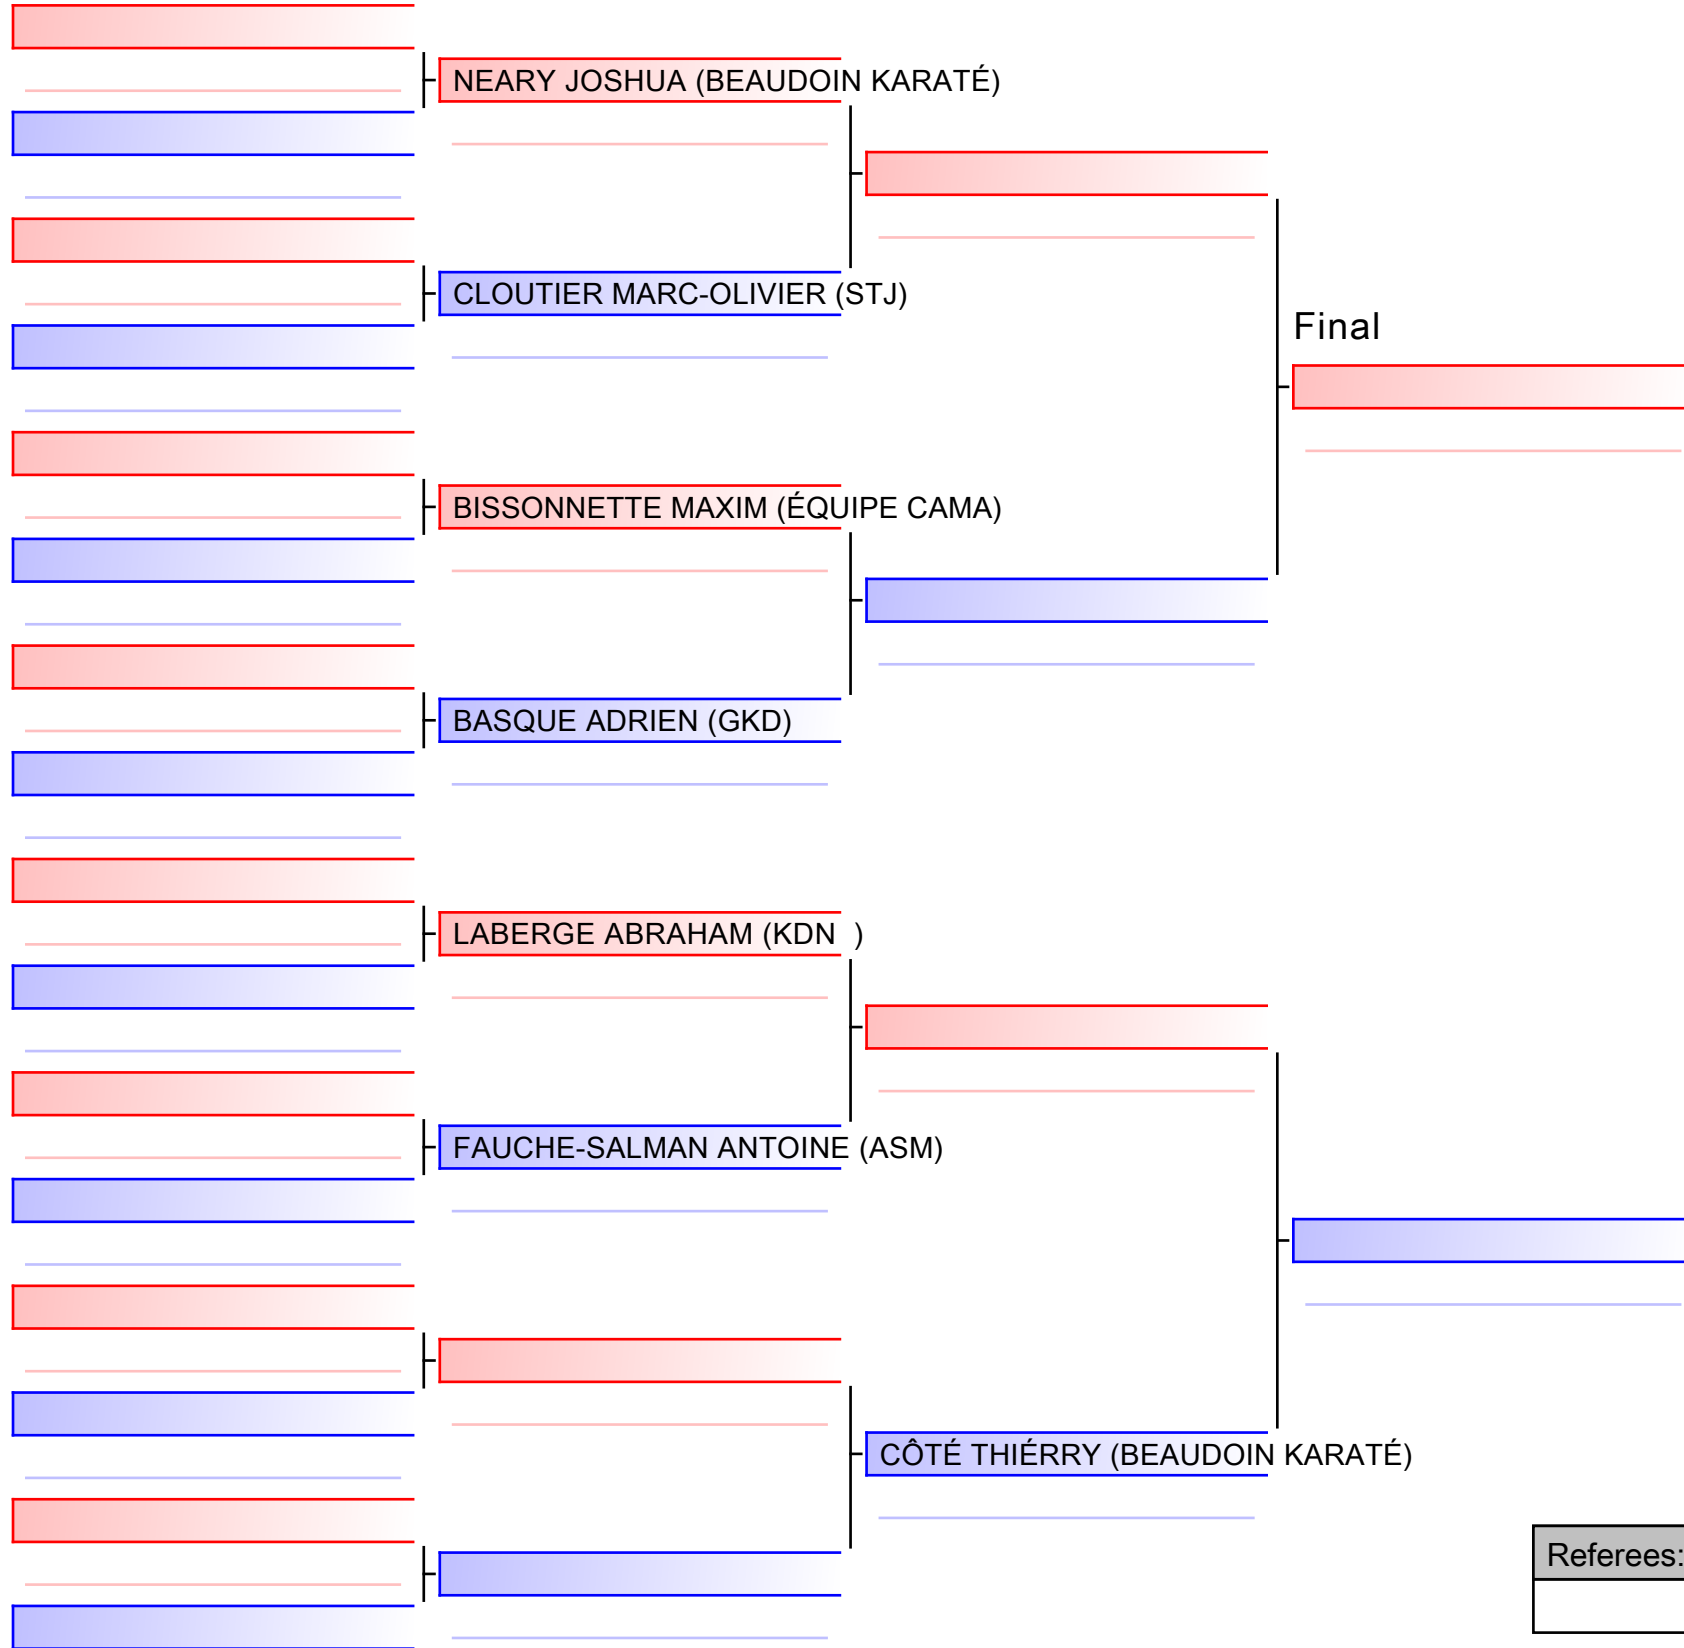 NEARY JOSHUA (BEAUDOIN KARATÉ)
CLOUTIER MARC-OLIVIER (STJ)
Final
BISSONNETTE MAXIM (ÉQUIPE CAMA)
BASQUE ADRIEN (GKD)
LABERGE ABRAHAM (KDN )
FAUCHE-SALMAN ANTOINE (ASM)
CÔTÉ THIÉRRY (BEAUDOIN KARATÉ)
Referees: